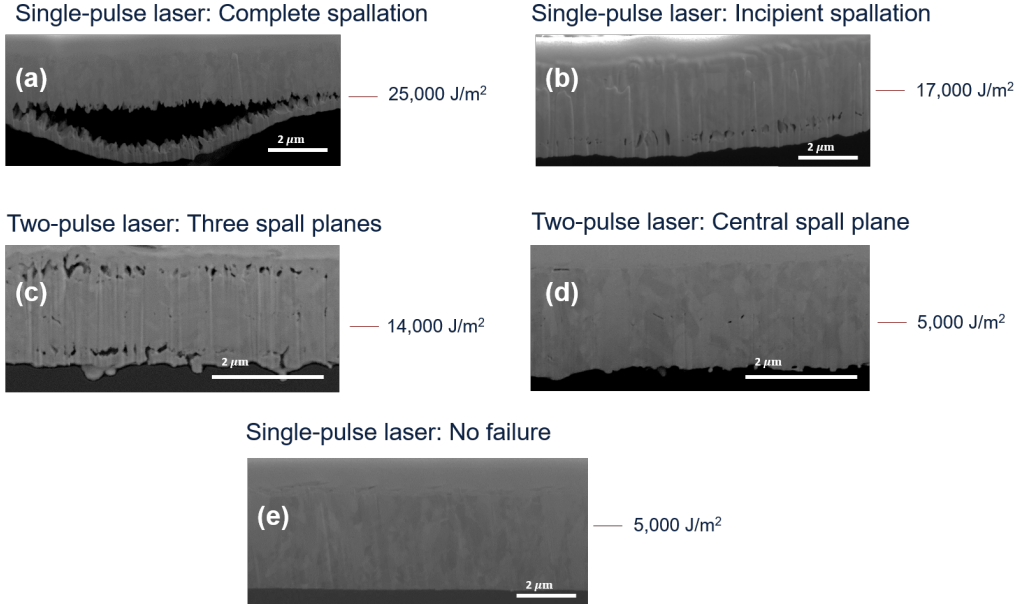 Single-pulse laser: Complete spallation
Single-pulse laser: Incipient spallation
(a)
25,000 J/m²
2 μm
(b)
17,000 J/m²
2 μm
Two-pulse laser: Three spall planes
Two-pulse laser: Central spall plane
(c)
14,000 J/m²
2 μm
(d)
5,000 J/m²
2 μm
Single-pulse laser: No failure
(e)
5,000 J/m²
2 μm